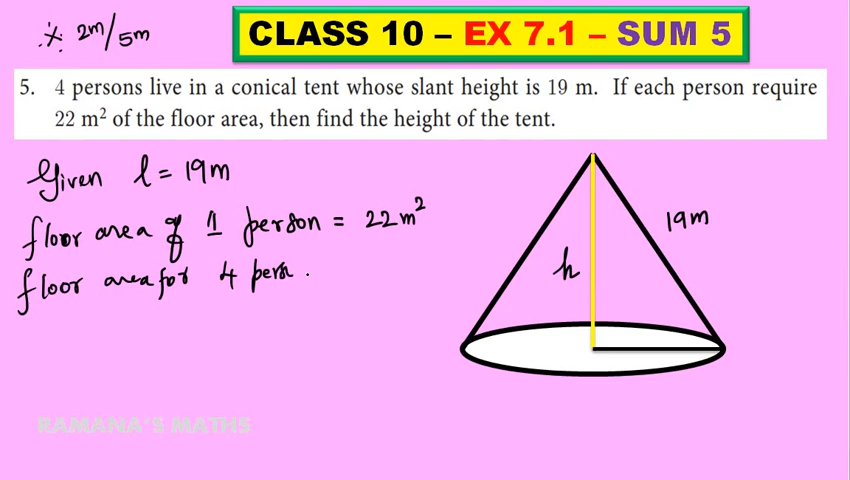 ⁂ 2m/5m
CLASS 10 – EX 7.1 – SUM 5
5. 4 persons live in a conical tent whose slant height is 19 m. If each person require
22 m² of the floor area, then find the height of the tent.
Given l = 19m
floor area of 1 person = 22m²
floor area for 4 pers
19m
h
RAMANA'S MATHS